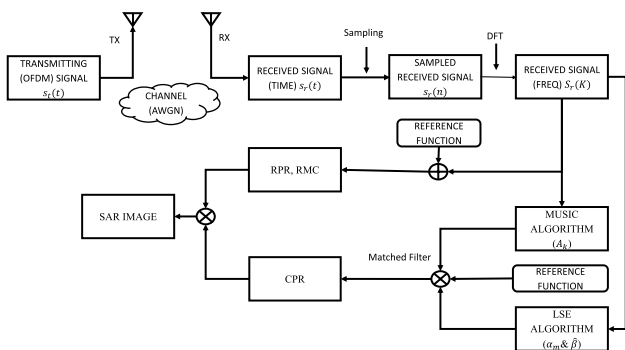 TX
RX
Sampling
DFT
TRANSMITTING
(OFDM) SIGNAL
s_t(t)
CHANNEL
(AWGN)
RECEIVED SIGNAL
(TIME) s_r(t)
SAMPLED
RECEIVED SIGNAL
s_r(n)
RECEIVED SIGNAL
(FREQ) S_r(K)
REFERENCE
FUNCTION
RPR, RMC
SAR IMAGE
MUSIC
ALGORITHM
(A_k)
Matched Filter
CPR
REFERENCE
FUNCTION
LSE
ALGORITHM
(α_m& β̂)